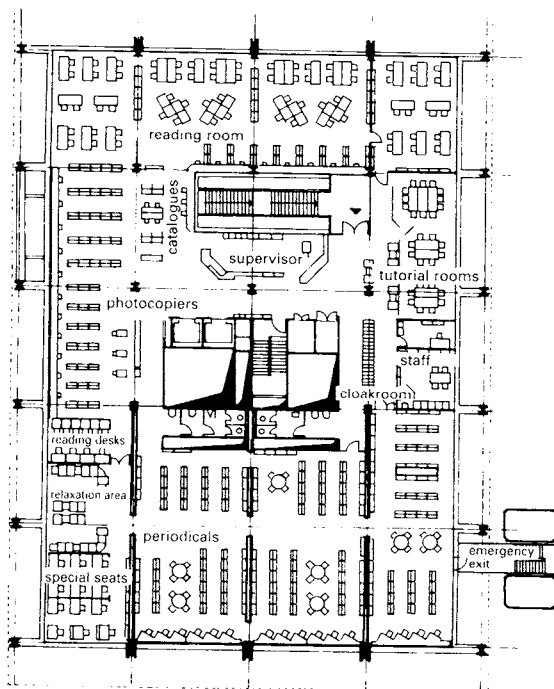 reading room
catalogues
supervisor
tutorial rooms
photocopiers
staff
cloakroom
reading desks
relaxation area
periodicals
emergency
exit
special seats